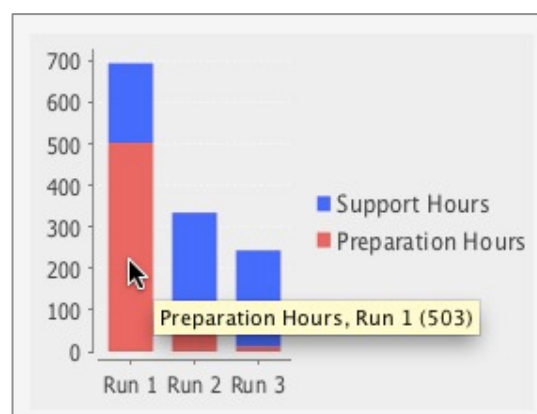 700
600
500
400
300
200
100
0
Support Hours
Preparation Hours
Preparation Hours, Run 1 (503)
Run 1 Run 2 Run 3